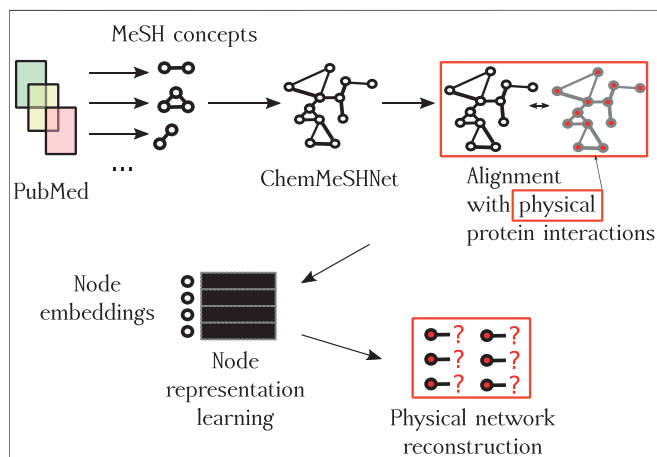 MeSH concepts
...
PubMed
ChemMeSHNet
Alignment
with physical
protein interactions
Node
embeddings
Node
representation
learning
? ?
? ?
? ?
Physical network
reconstruction